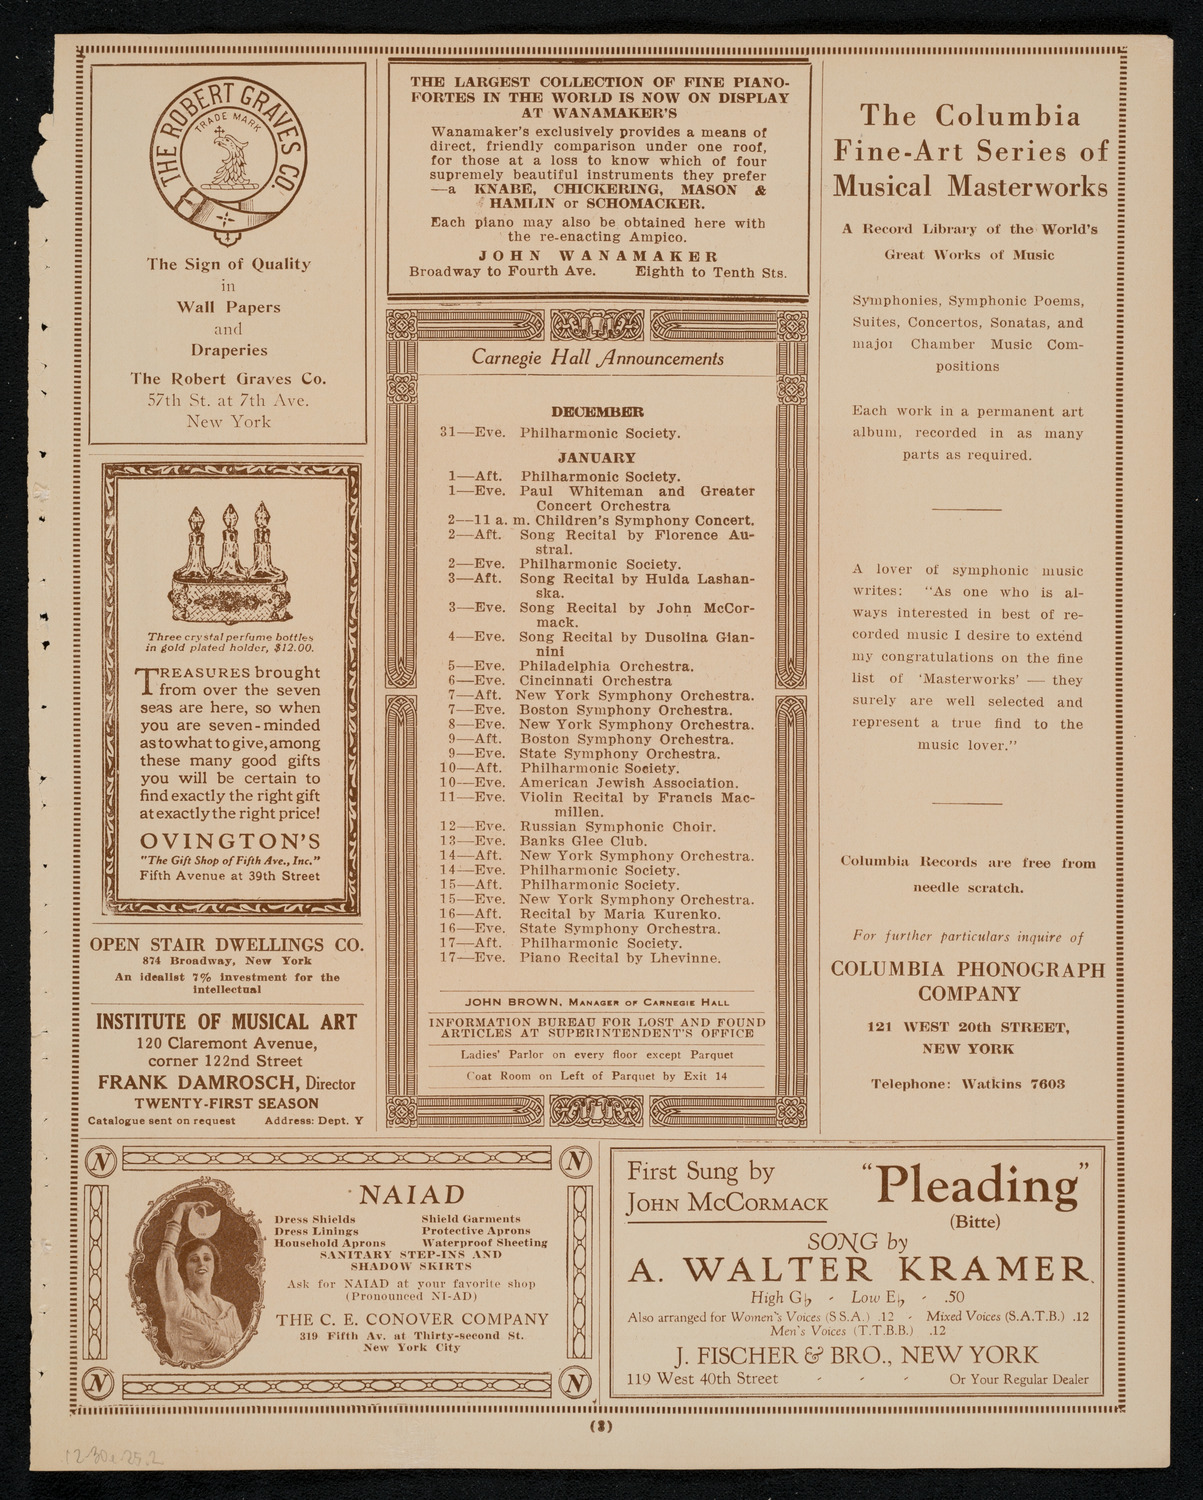 THE ROBERT GRAVES CO.
TRADE MARK
The Sign of Quality
in
Wall Papers
and
Draperies
The Robert Graves Co.
57th St. at 7th Ave.
New York
Three crystal perfume bottles
in gold plated holder, $12.00.
TREASURES brought
from over the seven
seas are here, so when
you are seven-minded
as to what to give, among
these many good gifts
you will be certain to
find exactly the right gift
at exactly the right price!
OVINGTON'S
"The Gift Shop of Fifth Ave., Inc."
Fifth Avenue at 39th Street
OPEN STAIR DWELLINGS CO.
874 Broadway, New York
An idealist 7% investment for the
intellectual
INSTITUTE OF MUSICAL ART
120 Claremont Avenue,
corner 122nd Street
FRANK DAMROSCH, Director
TWENTY-FIRST SEASON
Catalogue sent on request Address: Dept. Y
THE LARGEST COLLECTION OF FINE PIANO-
FORTES IN THE WORLD IS NOW ON DISPLAY
AT WANAMAKER'S
Wanamaker's exclusively provides a means of
direct, friendly comparison under one roof,
for those at a loss to know which of four
supremely beautiful instruments they prefer
—a KNABE, CHICKERING, MASON &
HAMLIN or SCHOMACKER.
Each piano may also be obtained here with
the re-enacting Ampico.
JOHN WANAMAKER
Broadway to Fourth Ave. Eighth to Tenth Sts.
Carnegie Hall Announcements
DECEMBER
31—Eve. Philharmonic Society.
JANUARY
1—Aft. Philharmonic Society.
1—Eve. Paul Whiteman and Greater
Concert Orchestra
2—11 a. m. Children's Symphony Concert.
2—Aft. Song Recital by Florence Au-
stral.
2—Eve. Philharmonic Society.
3—Aft. Song Recital by Hulda Lashan-
ska.
3—Eve. Song Recital by John McCor-
mack.
4—Eve. Song Recital by Dusolina Gian-
nini
5—Eve. Philadelphia Orchestra.
6—Eve. Cincinnati Orchestra
7—Aft. New York Symphony Orchestra.
7—Eve. Boston Symphony Orchestra.
8—Eve. New York Symphony Orchestra.
9—Aft. Boston Symphony Orchestra.
9—Eve. State Symphony Orchestra.
10—Aft. Philharmonic Society.
10—Eve. American Jewish Association.
11—Eve. Violin Recital by Francis Mac-
millen.
12—Eve. Russian Symphonic Choir.
13—Eve. Banks Glee Club.
14—Aft. New York Symphony Orchestra.
14—Eve. Philharmonic Society.
15—Aft. Philharmonic Society.
15—Eve. New York Symphony Orchestra.
16—Aft. Recital by Maria Kurenko.
16—Eve. State Symphony Orchestra.
17—Aft. Philharmonic Society.
17—Eve. Piano Recital by Lhevinne.
JOHN BROWN, MANAGER OF CARNEGIE HALL
INFORMATION BUREAU FOR LOST AND FOUND
ARTICLES AT SUPERINTENDENT'S OFFICE
Ladies' Parlor on every floor except Parquet
Coat Room on Left of Parquet by Exit 14
The Columbia
Fine-Art Series of
Musical Masterworks
A Record Library of the World's
Great Works of Music
Symphonies, Symphonic Poems,
Suites, Concertos, Sonatas, and
major Chamber Music Com-
positions
Each work in a permanent art
album, recorded in as many
parts as required.
A lover of symphonic music
writes: "As one who is al-
ways interested in best of re-
corded music I desire to extend
my congratulations on the fine
list of 'Masterworks' — they
surely are well selected and
represent a true find to the
music lover."
Columbia Records are free from
needle scratch.
For further particulars inquire of
COLUMBIA PHONOGRAPH
COMPANY
121 WEST 20th STREET,
NEW YORK
Telephone: Watkins 7603
N N
NAIAD
Dress Shields Shield Garments
Dress Linings Protective Aprons
Household Aprons Waterproof Sheeting
SANITARY STEP-INS AND
SHADOW SKIRTS
Ask for NAIAD at your favorite shop
(Pronounced NI-AD)
THE C. E. CONOVER COMPANY
319 Fifth Av. at Thirty-second St.
New York City
N N
First Sung by
JOHN MCCORMACK
"Pleading"
(Bitte)
SONG by
A. WALTER KRAMER.
High G♭ - Low E♭ - .50
Also arranged for Women's Voices (S.S.A.) .12 - Mixed Voices (S.A.T.B.) .12
Men's Voices (T.T.B.B.) .12
J. FISCHER & BRO., NEW YORK
119 West 40th Street - - - Or Your Regular Dealer
(3)
12-30e-25.2